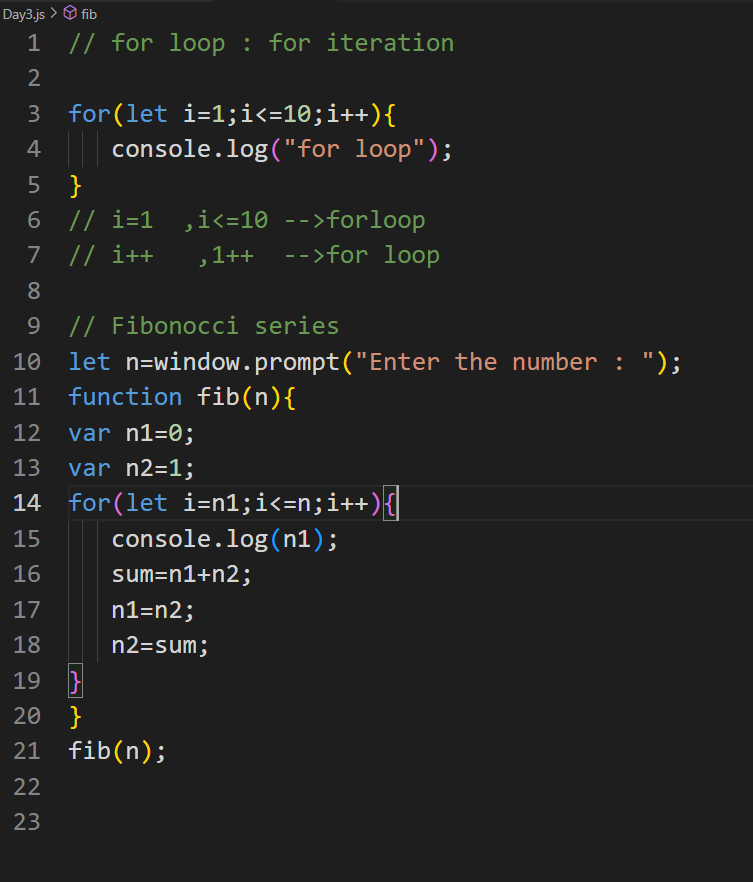 Day3.js > fib
1 // for loop : for iteration
2
3 for(let i=1;i<=10;i++){
4     console.log("for loop");
5 }
6 // i=1  ,i<=10 -->forloop
7 // i++   ,1++  -->for loop
8
9 // Fibonocci series
10 let n=window.prompt("Enter the number : ");
11 function fib(n){
12 var n1=0;
13 var n2=1;
14 for(let i=n1;i<=n;i++){
15    console.log(n1);
16    sum=n1+n2;
17    n1=n2;
18    n2=sum;
19 }
20 }
21 fib(n);
22
23